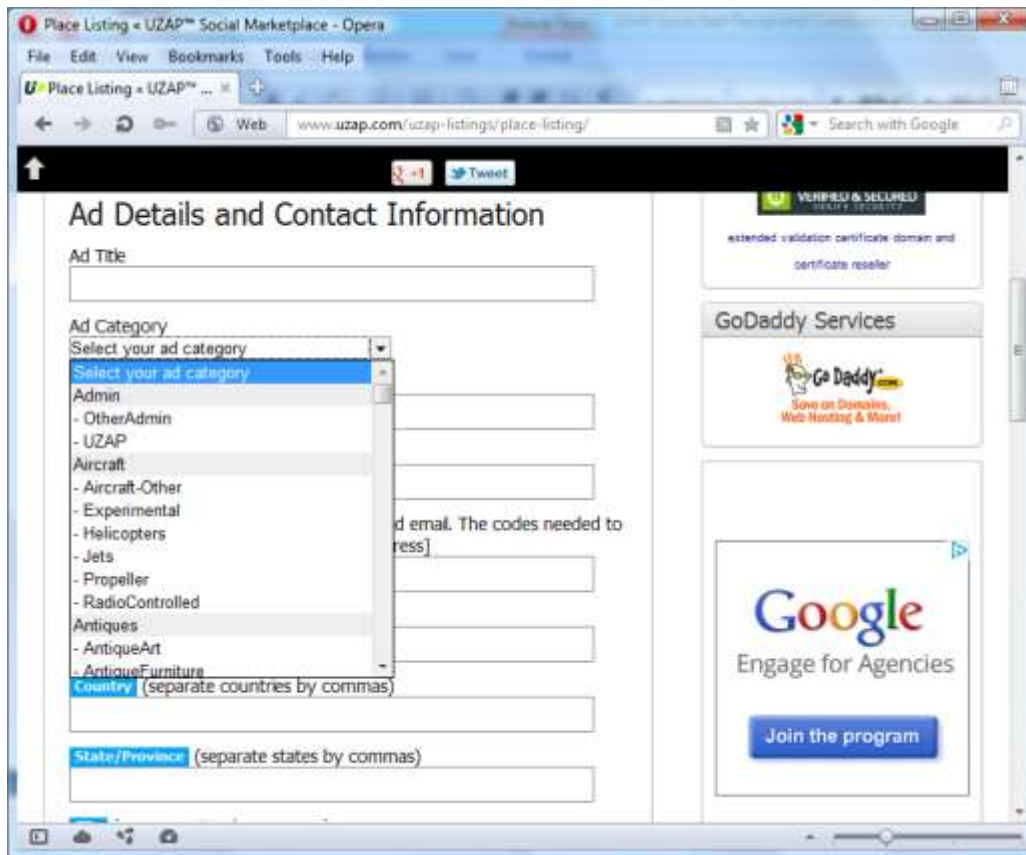 Place Listing « UZAP™ Social Marketplace - Opera
File Edit View Bookmarks Tools Help
Place Listing « UZAP™ ...
Web www.uzap.com/uzap-listings/place-listing/ Search with Google
+1 Tweet
Ad Details and Contact Information
Ad Title
Ad Category
Select your ad category
Select your ad category
Admin
- OtherAdmin
- UZAP
Aircraft
- Aircraft-Other
- Experimental
- Helicopters
- Jets
- Propeller
- RadioControlled
Antiques
- AntiqueArt
- AntiqueFurniture
d email. The codes needed to
ress]
Country (separate countries by commas)
State/Province (separate states by commas)
VERIFIED & SECURED
VERIFY SECURITY
extended validation certificate domain and
certificate reseller
GoDaddy Services
Go Daddy.com
Save on Domains,
Web Hosting & More!
Google
Engage for Agencies
Join the program